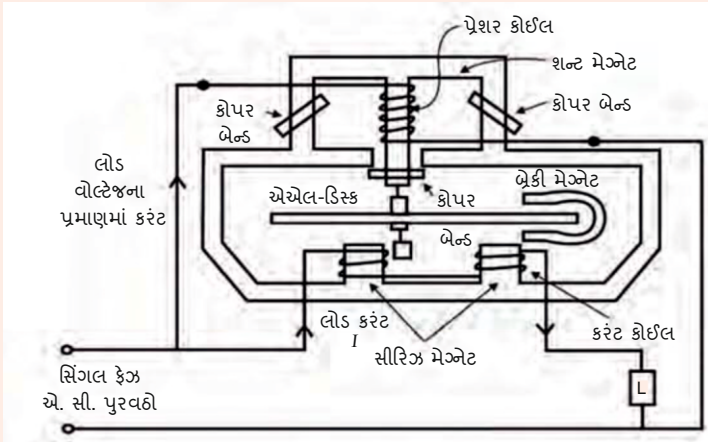 પ્રેશર કોઈલ
શન્ટ મેગ્નેટ
કોપર
બેન્ડ
કોપર બેન્ડ
લોડ
વોલ્ટેજના
પ્રમાણમાં કરંટ
એએલ-ડિસ્ક
કોપર
બેન્ડ
બ્રેકી મેગ્નેટ
લોડ કરંટ
I
સીરિઝ મેગ્નેટ
કરંટ કોઈલ
સિંગલ ફેઝ
એ. સી. પુરવઠો
L